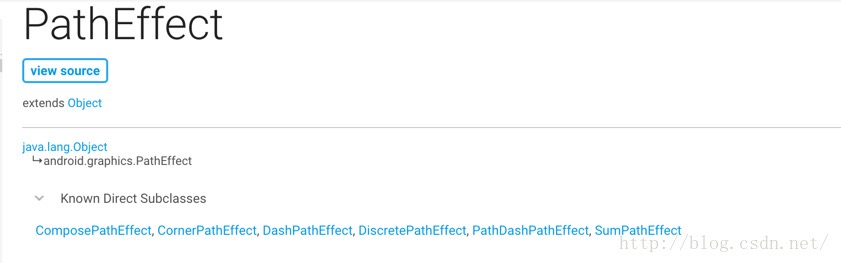 PathEffect
view source
extends Object
java.lang.Object
↳android.graphics.PathEffect
Known Direct Subclasses
ComposePathEffect, CornerPathEffect, DashPathEffect, DiscretePathEffect, PathDashPathEffect, SumPathEffect
http://blog.csdn.net/